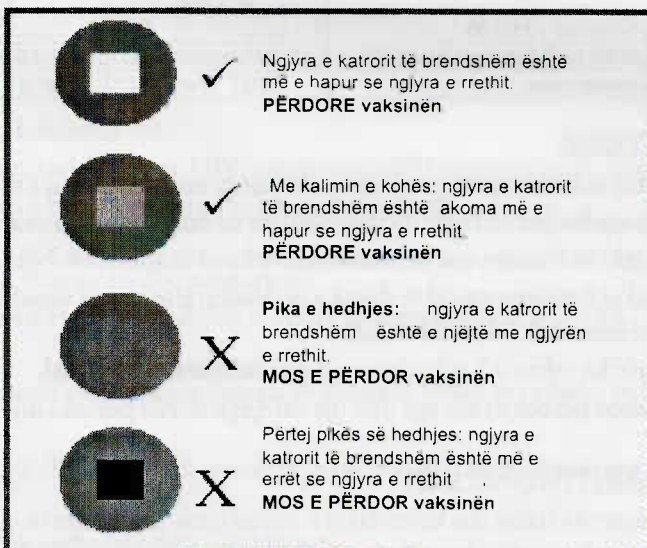 Ngjyra e katrorit të brendshëm është
më e hapur se ngjyra e rrethit.
PËRDORE vaksinën
Me kalimin e kohës: ngjyra e katrorit
të brendshëm është akoma më e
hapur se ngjyra e rrethit
PËRDORE vaksinën
Pika e hedhjes: ngjyra e katrorit të
brendshëm është e njëjtë me ngjyrën
e rrethit.
X
MOS E PËRDOR vaksinën
Përtej pikës së hedhjes: ngjyra e
katrorit të brendshëm është më e
errët se ngjyra e rrethit
X
MOS E PËRDOR vaksinën